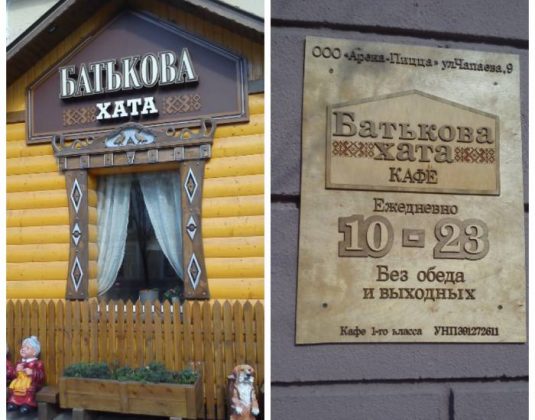 БАТЬКОВА
ХАТА
ООО «Арена-Пицца» ул.Чапаева,9
Батькова
хата
КАФЕ
Ежедневно
10 - 23
Без обеда
и выходных
Кафе 1-го класса УНП391272611